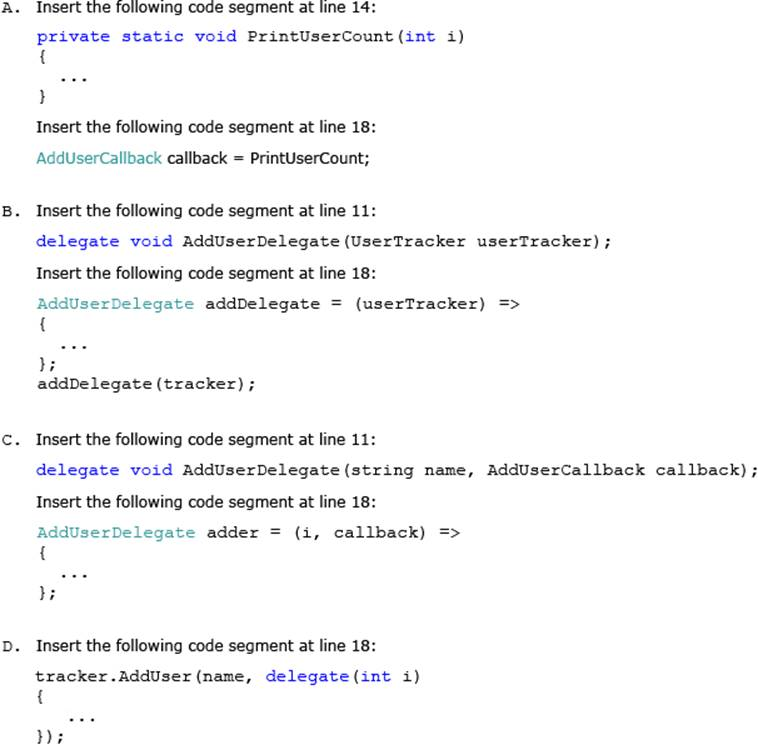 A. Insert the following code segment at line 14:
private static void PrintUserCount(int i)
{
...
}
Insert the following code segment at line 18:
AddUserCallback callback = PrintUserCount;
B. Insert the following code segment at line 11:
delegate void AddUserDelegate(UserTracker userTracker);
Insert the following code segment at line 18:
AddUserDelegate addDelegate = (userTracker) =>
{
...
};
addDelegate(tracker);
C. Insert the following code segment at line 11:
delegate void AddUserDelegate(string name, AddUserCallback callback);
Insert the following code segment at line 18:
AddUserDelegate adder = (i, callback) =>
{
...
};
D. Insert the following code segment at line 18:
tracker.AddUser(name, delegate(int i)
{
...
});